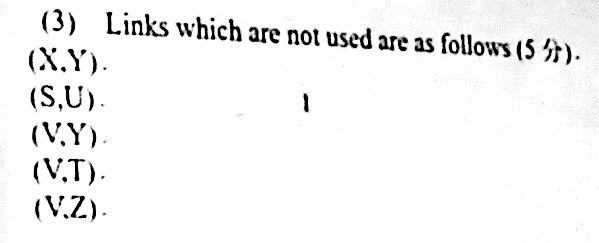 (3) Links which are not used are as follows (5 分).
(X,Y).
(S,U).
(V,Y).
(V,T).
(V,Z).